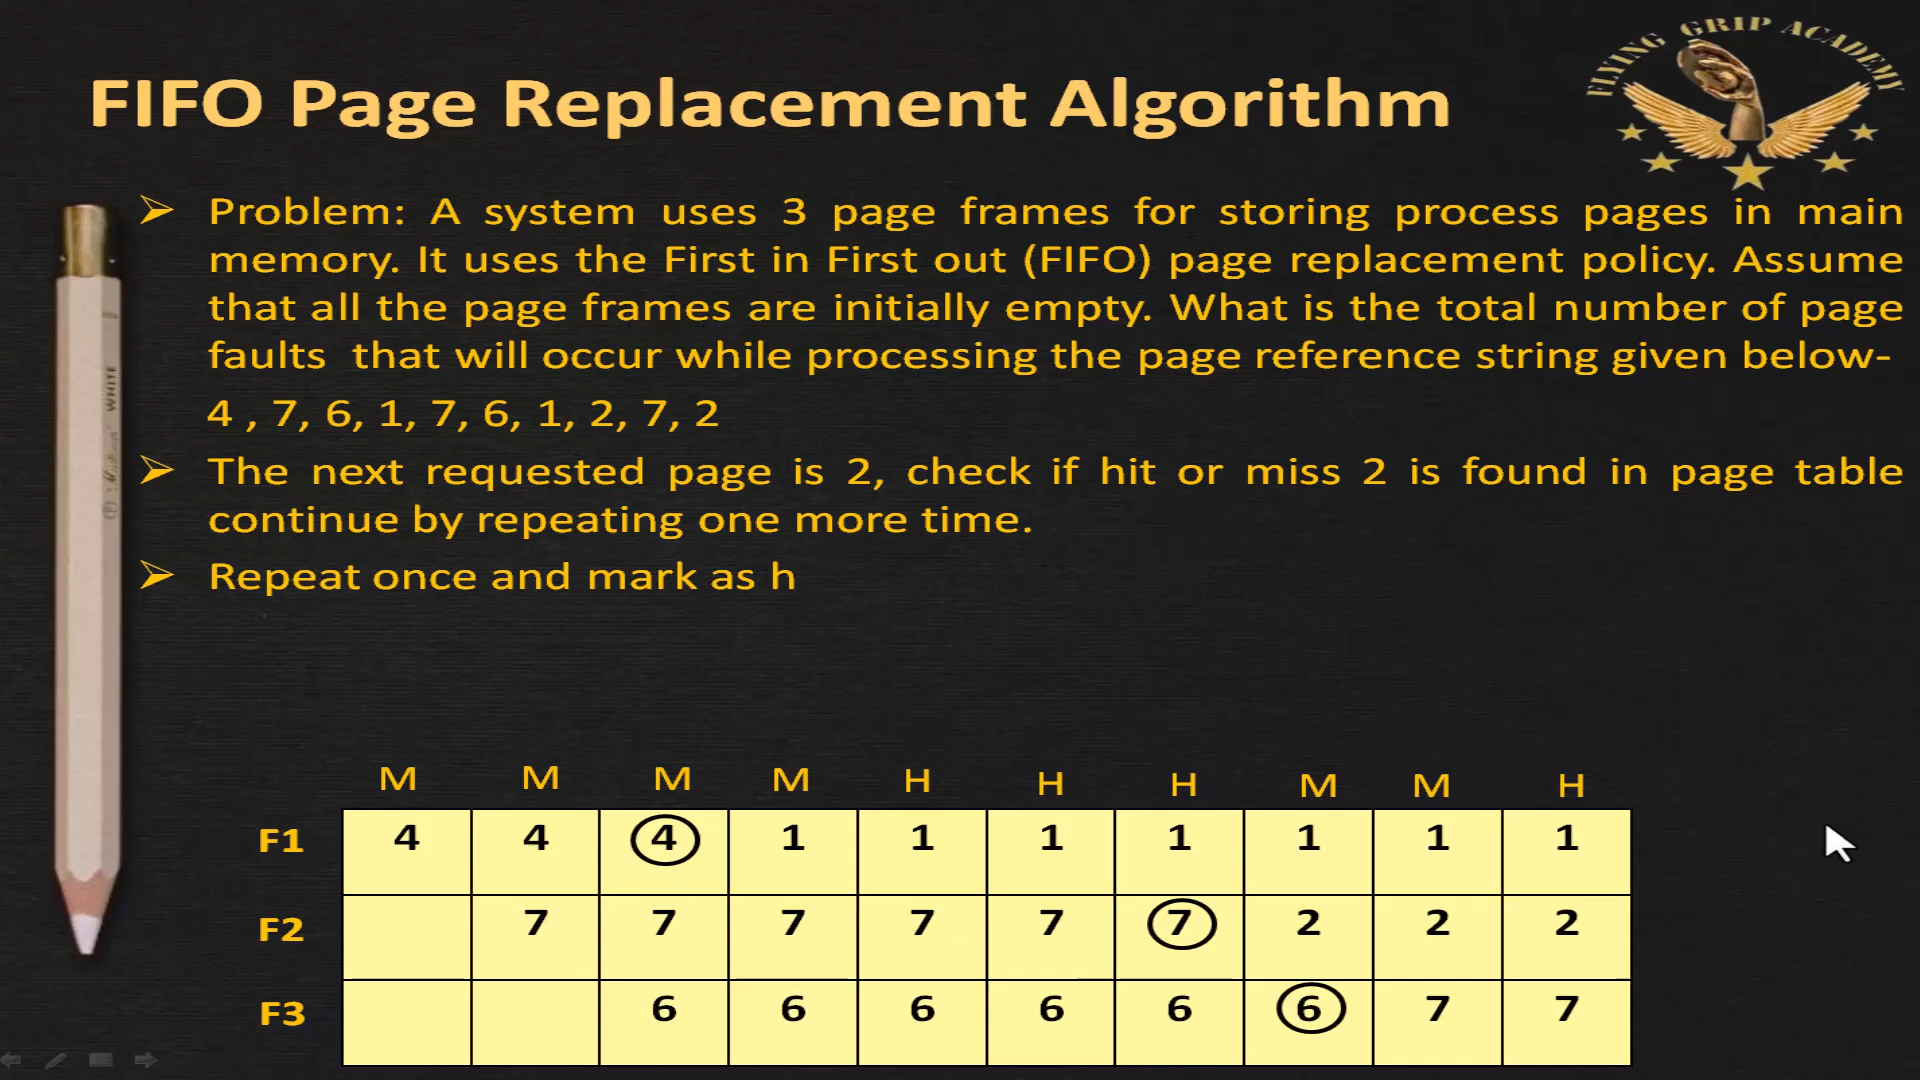 FLYING GRIP ACADEMY
FIFO Page Replacement Algorithm
➢ Problem: A system uses 3 page frames for storing process pages in main
memory. It uses the First in First out (FIFO) page replacement policy. Assume
that all the page frames are initially empty. What is the total number of page
faults that will occur while processing the page reference string given below-
4 , 7, 6, 1, 7, 6, 1, 2, 7, 2
➢ The next requested page is 2, check if hit or miss 2 is found in page table
continue by repeating one more time.
➢ Repeat once and mark as h
WHITE
M M M M H H H M M H
F1 4 4 4 1 1 1 1 1 1 1
F2 7 7 7 7 7 7 2 2 2
F3 6 6 6 6 6 6 7 7